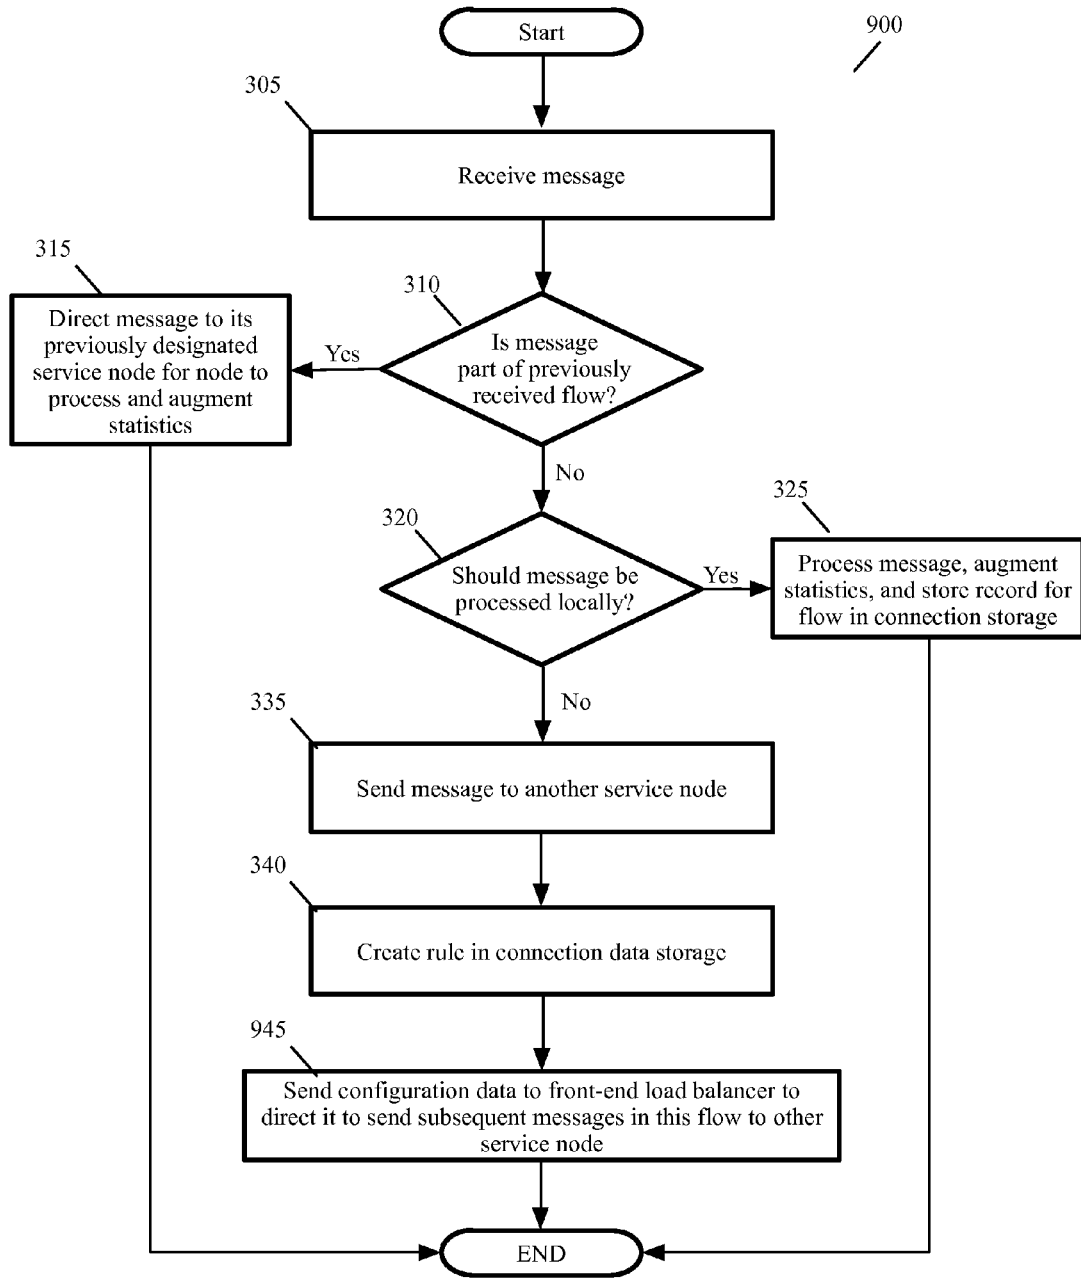 Start
900
305
Receive message
315
310
Direct message to its
previously designated
service node for node to
process and augment
statistics
Yes
Is message
part of previously
received flow?
No
325
320
Should message be
processed locally?
Yes
Process message, augment
statistics, and store record for
flow in connection storage
No
335
Send message to another service node
340
Create rule in connection data storage
945
Send configuration data to front-end load balancer to
direct it to send subsequent messages in this flow to other
service node
END